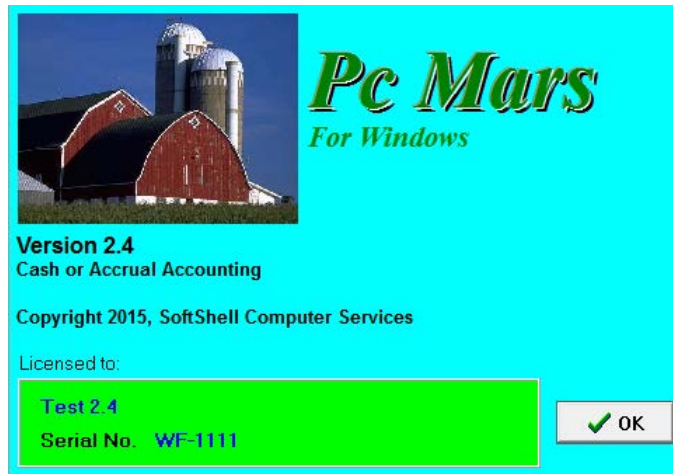 Pc Mars
For Windows
Version 2.4
Cash or Accrual Accounting
Copyright 2015, SoftShell Computer Services
Licensed to:
Test 2.4
Serial No. WF-1111
OK